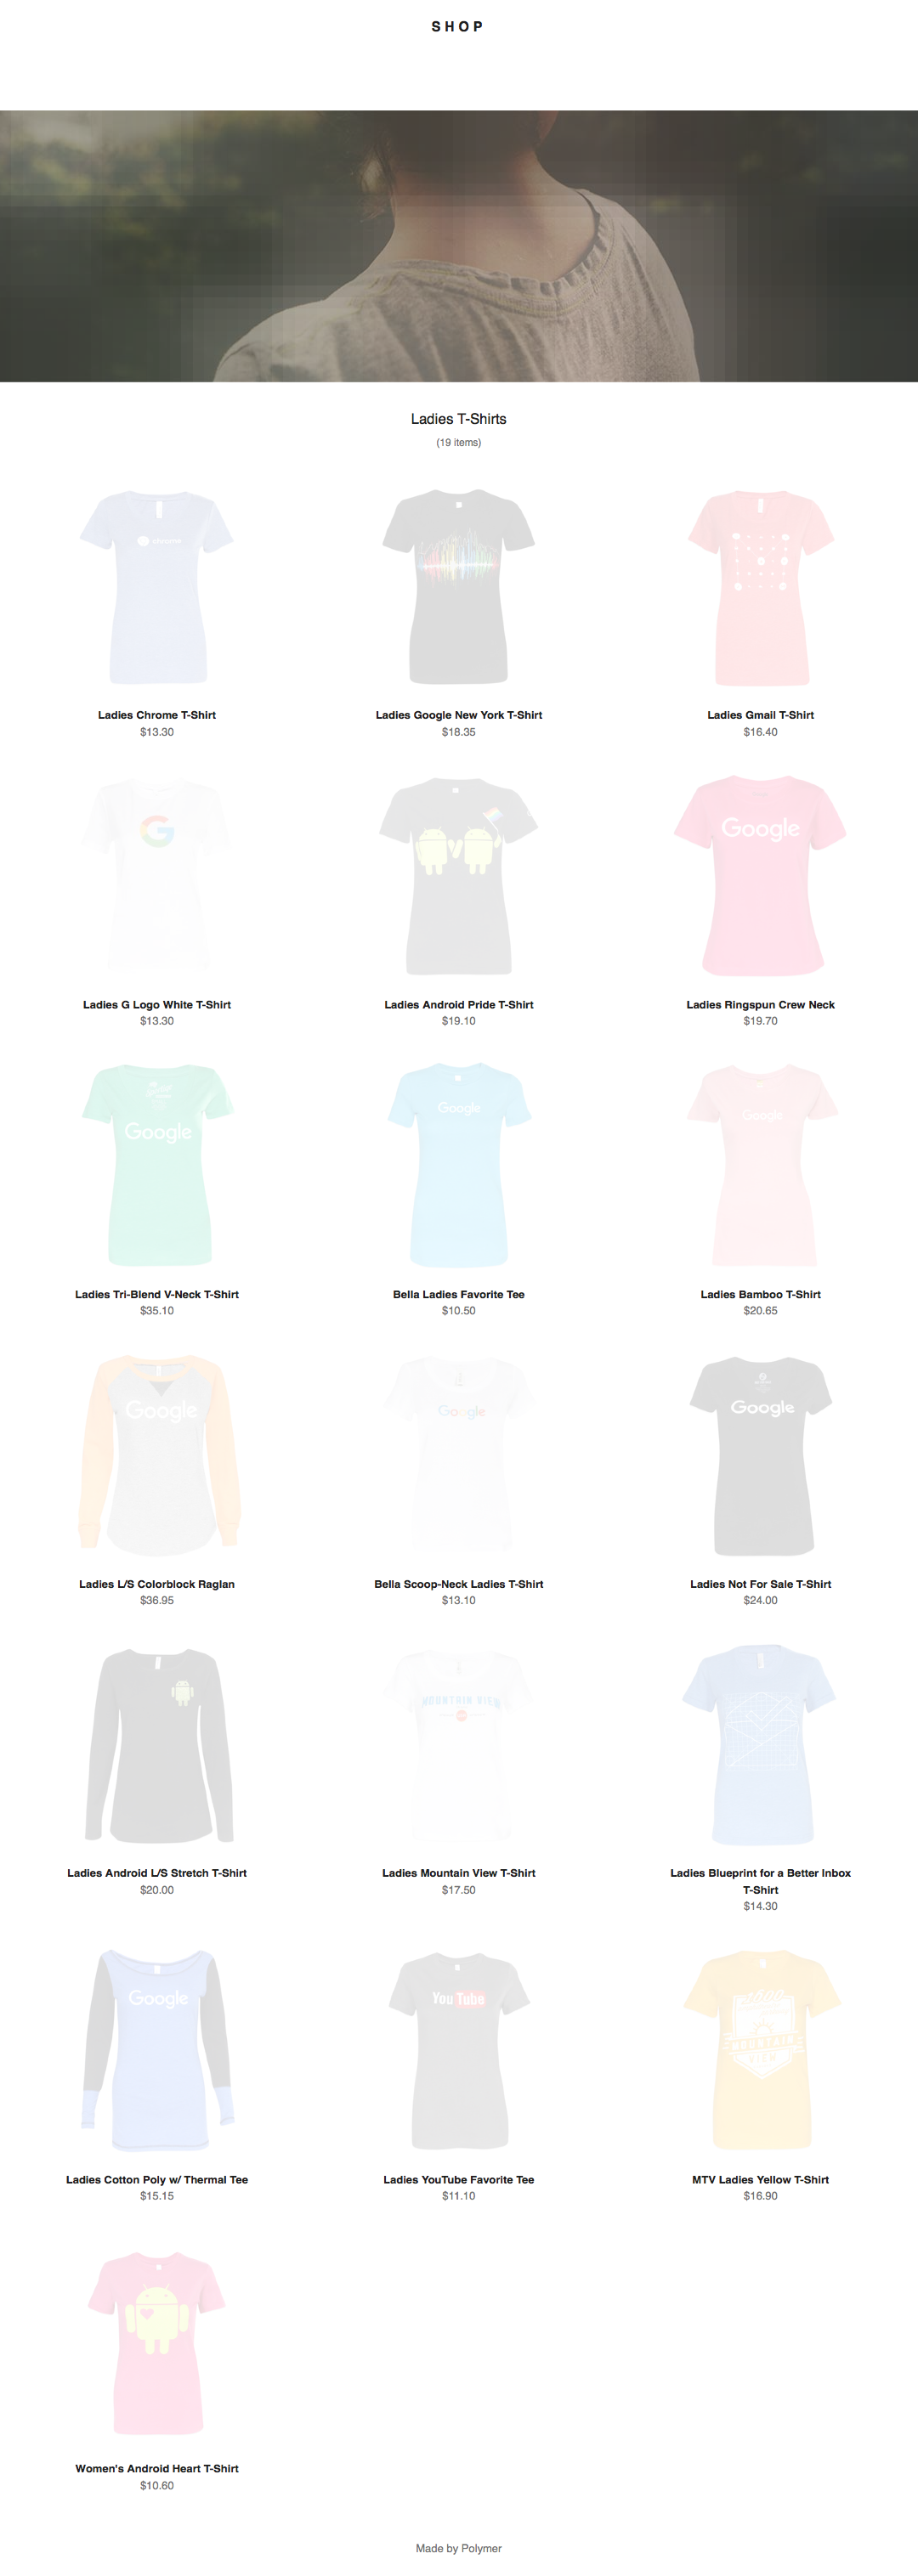 SHOP
Ladies T-Shirts
(19 items)
chrome
Ladies Chrome T-Shirt
$13.30
Ladies Google New York T-Shirt
$18.35
Ladies Gmail T-Shirt
$16.40
G
Google
Ladies G Logo White T-Shirt
$13.30
Ladies Android Pride T-Shirt
$19.10
Ladies Ringspun Crew Neck
$19.70
Google
Google
Google
Ladies Tri-Blend V-Neck T-Shirt
$35.10
Bella Ladies Favorite Tee
$10.50
Ladies Bamboo T-Shirt
$20.65
Google
Google
Google
Ladies L/S Colorblock Raglan
$36.95
Bella Scoop-Neck Ladies T-Shirt
$13.10
Ladies Not For Sale T-Shirt
$24.00
MOUNTAIN VIEW
Ladies Android L/S Stretch T-Shirt
$20.00
Ladies Mountain View T-Shirt
$17.50
Ladies Blueprint for a Better Inbox
T-Shirt
$14.30
Google
You Tube
MOUNTAIN
VIEW
Ladies Cotton Poly w/ Thermal Tee
$15.15
Ladies YouTube Favorite Tee
$11.10
MTV Ladies Yellow T-Shirt
$16.90
Women's Android Heart T-Shirt
$10.60
Made by Polymer